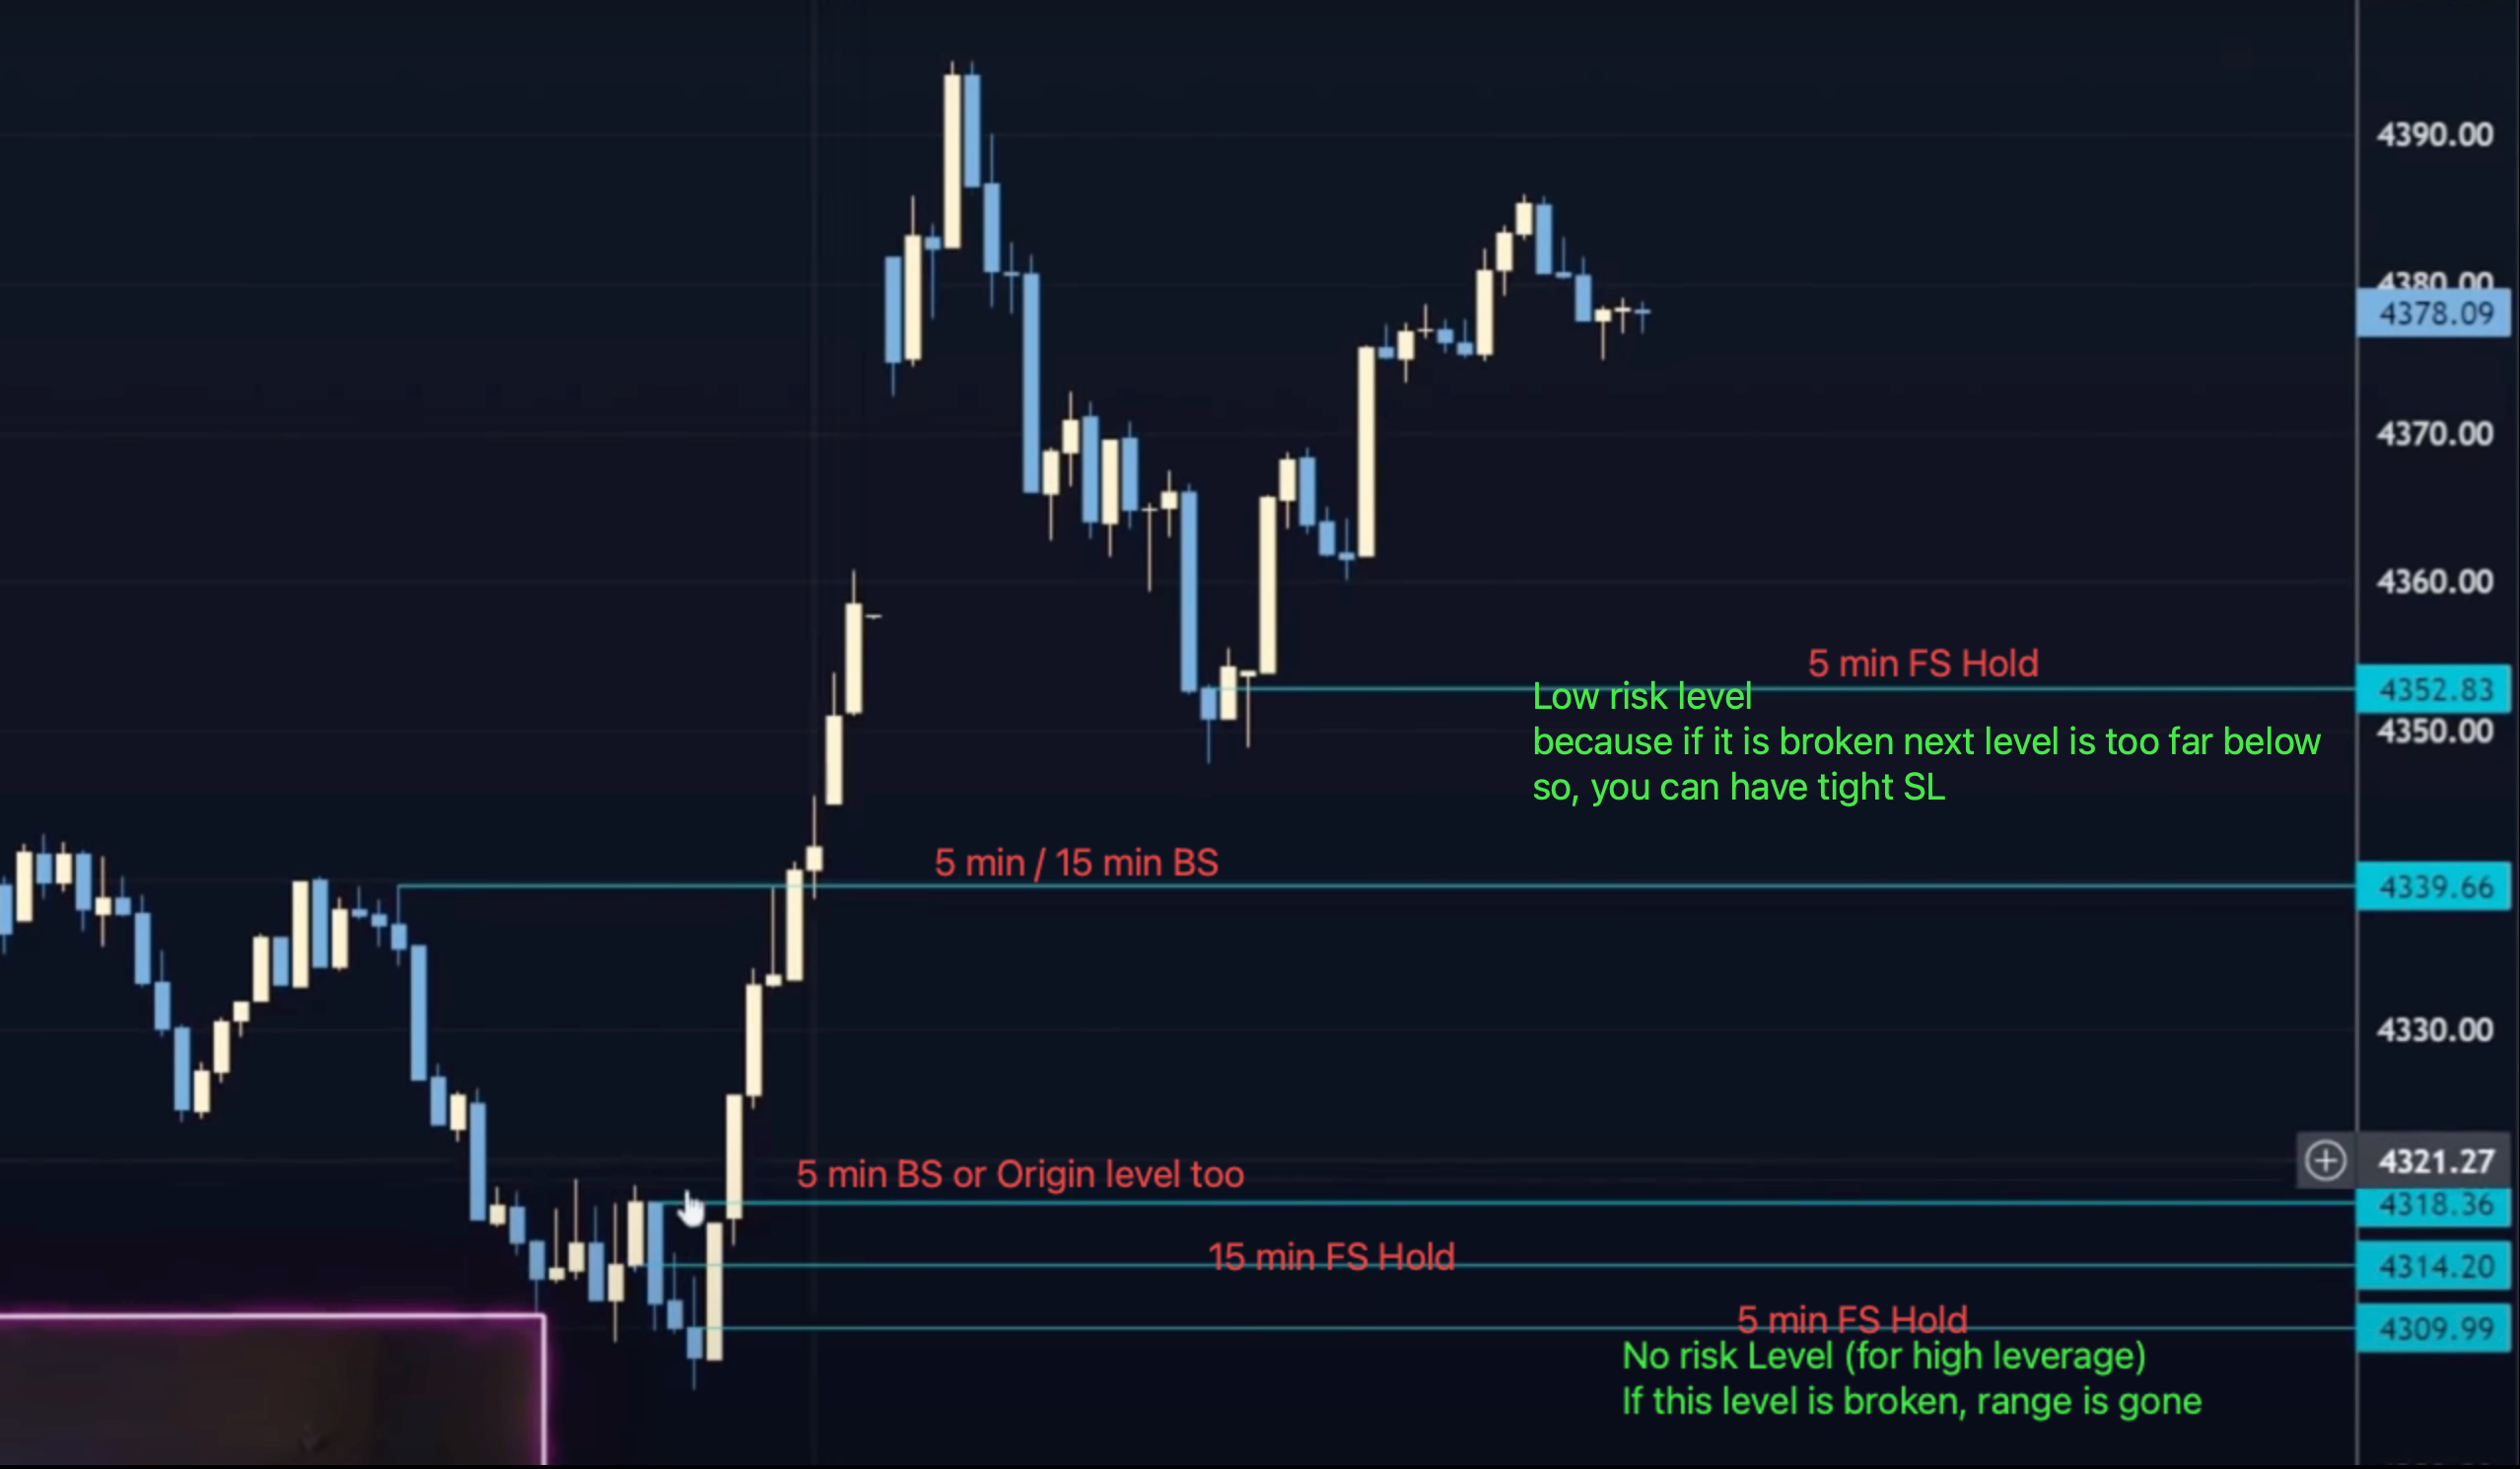 4390.00
4380.00
4378.09
4370.00
4360.00
5 min FS Hold
4352.83
Low risk level
4350.00
because if it is broken next level is too far below
so, you can have tight SL
5 min / 15 min BS
4339.66
4330.00
4321.27
5 min BS or Origin level too
4318.36
15 min FS Hold
4314.20
5 min FS Hold
4309.99
No risk Level (for high leverage)
If this level is broken, range is gone